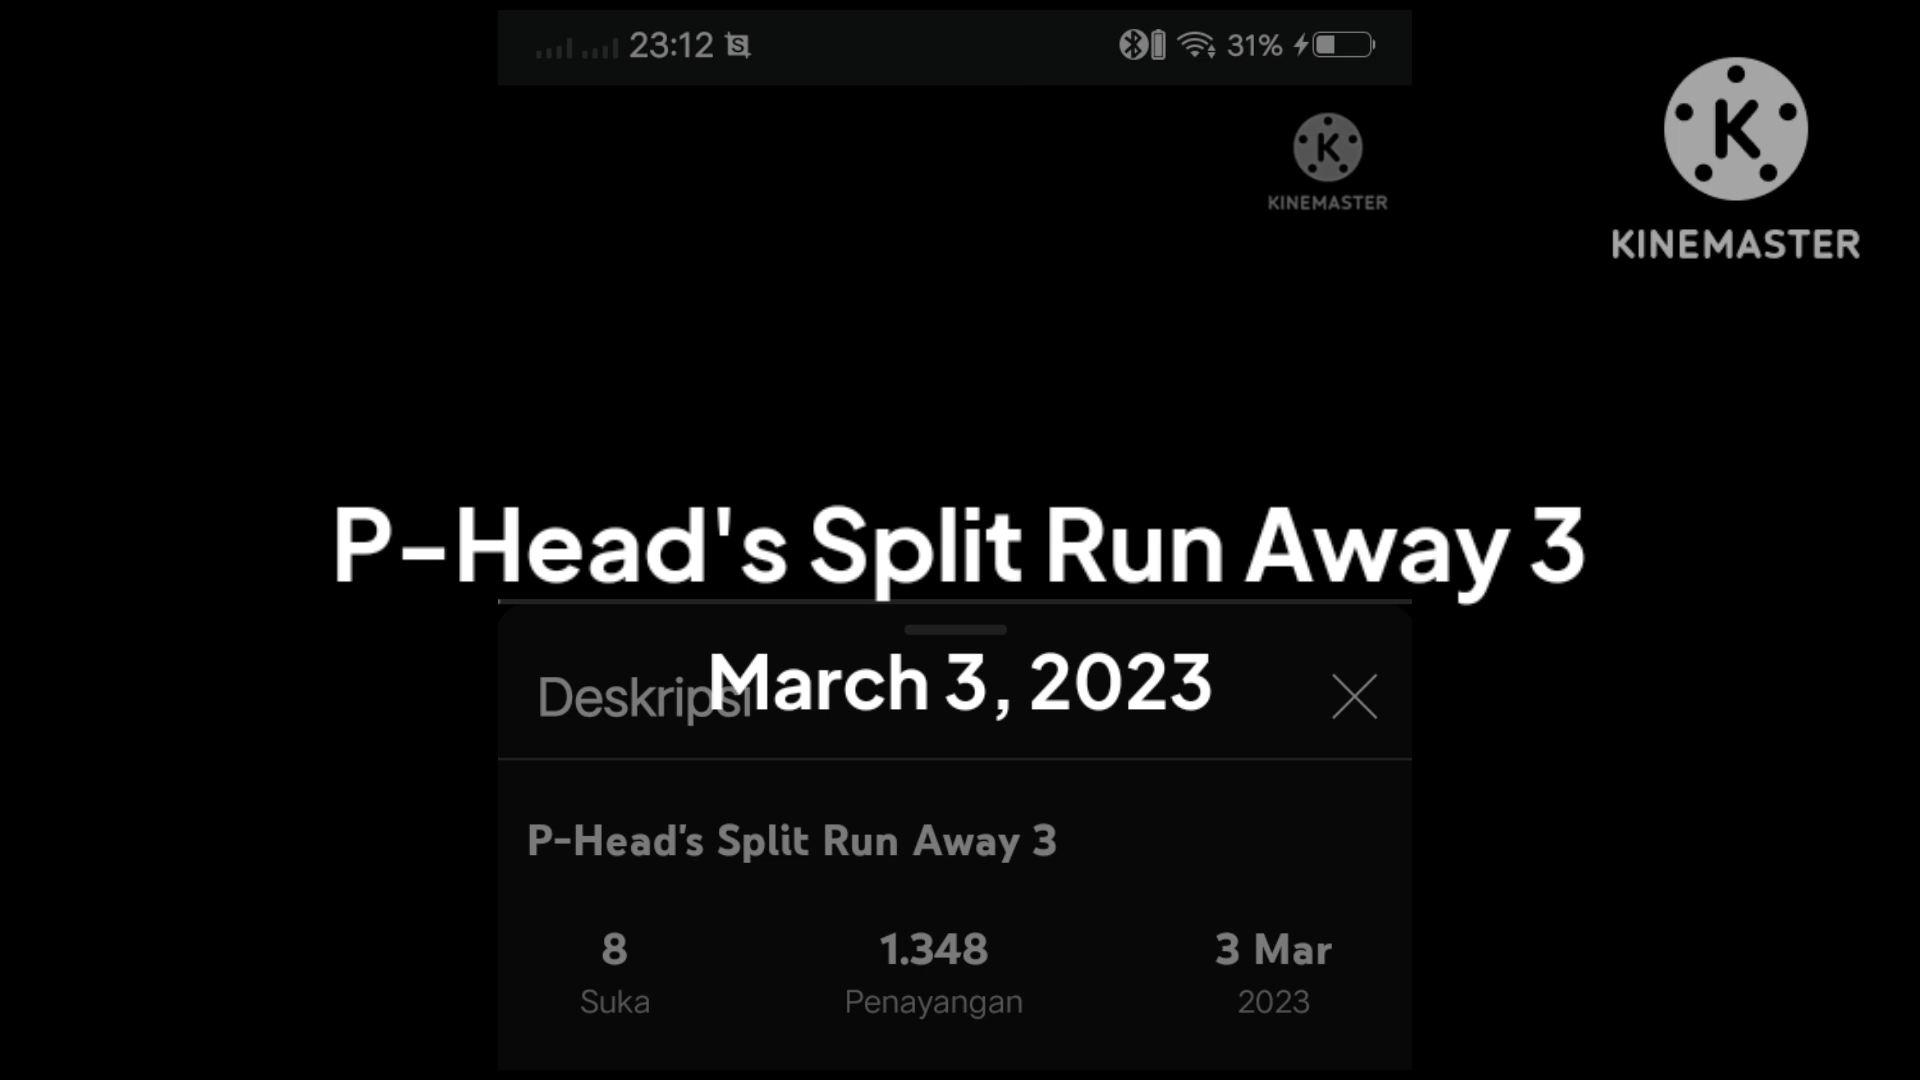 23:12
31%
K
KINEMASTER
K
KINEMASTER
P-Head's Split Run Away 3
March 3, 2023
Deskripsi
P-Head's Split Run Away 3
8 1.348 3 Mar
Suka Penayangan 2023